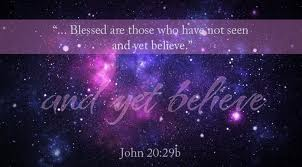 “... Blessed are those who have not seen
and yet believe.”
and yet believe
John 20:29b